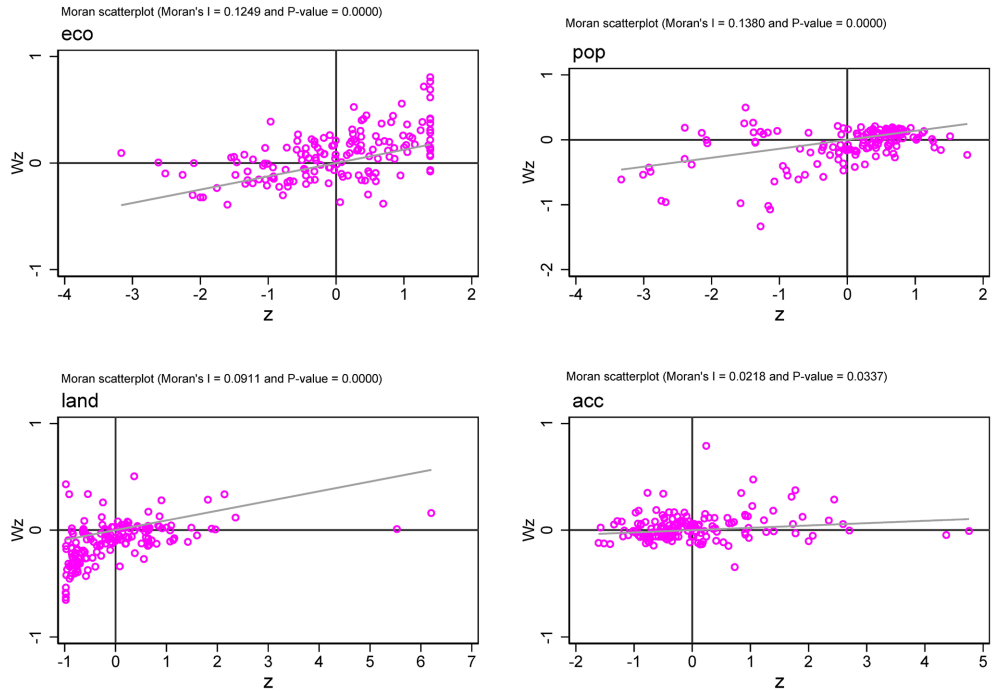 Moran scatterplot (Moran's I = 0.1249 and P-value = 0.0000)
eco
1
0
-1
Wz
-4 -3 -2 -1 0 1 2
z
Moran scatterplot (Moran's I = 0.1380 and P-value = 0.0000)
pop
1
0
-1
-2
Wz
-4 -3 -2 -1 0 1 2
z
Moran scatterplot (Moran's I = 0.0911 and P-value = 0.0000)
land
1
0
-1
Wz
-1 0 1 2 3 4 5 6 7
z
Moran scatterplot (Moran's I = 0.0218 and P-value = 0.0337)
acc
1
0
-1
Wz
-2 -1 0 1 2 3 4 5
z